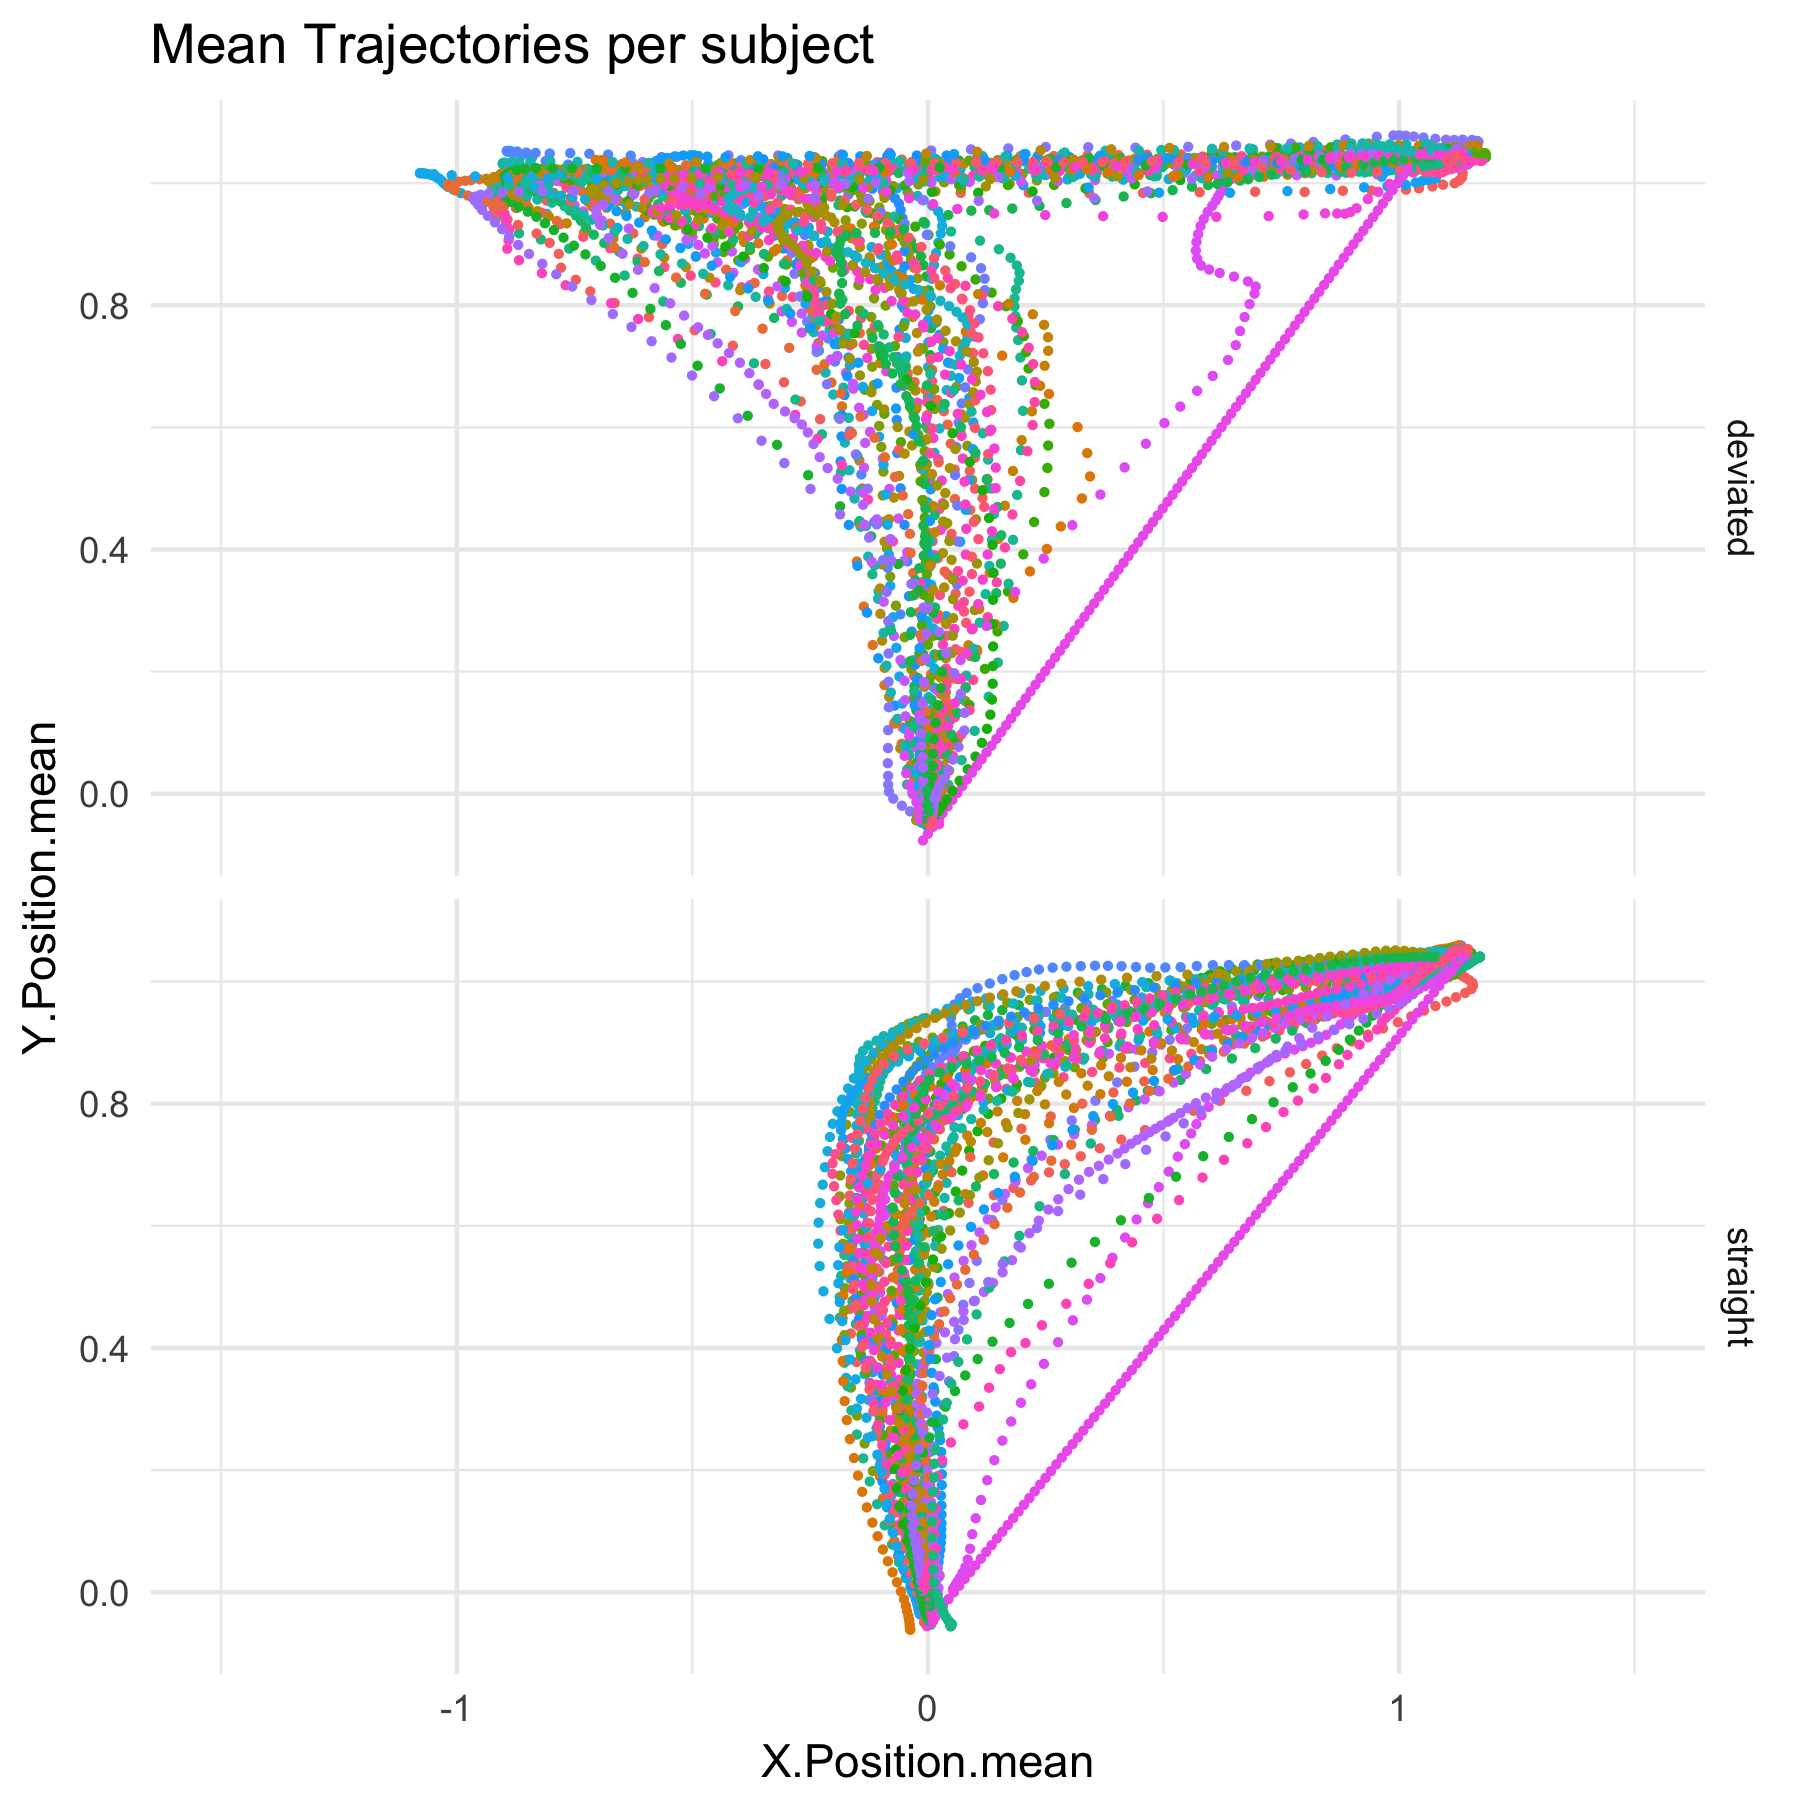 Mean Trajectories per subject
0.8
0.4
0.0
deviated
Y.Position.mean
0.8
0.4
0.0
straight
-1
0
1
X.Position.mean